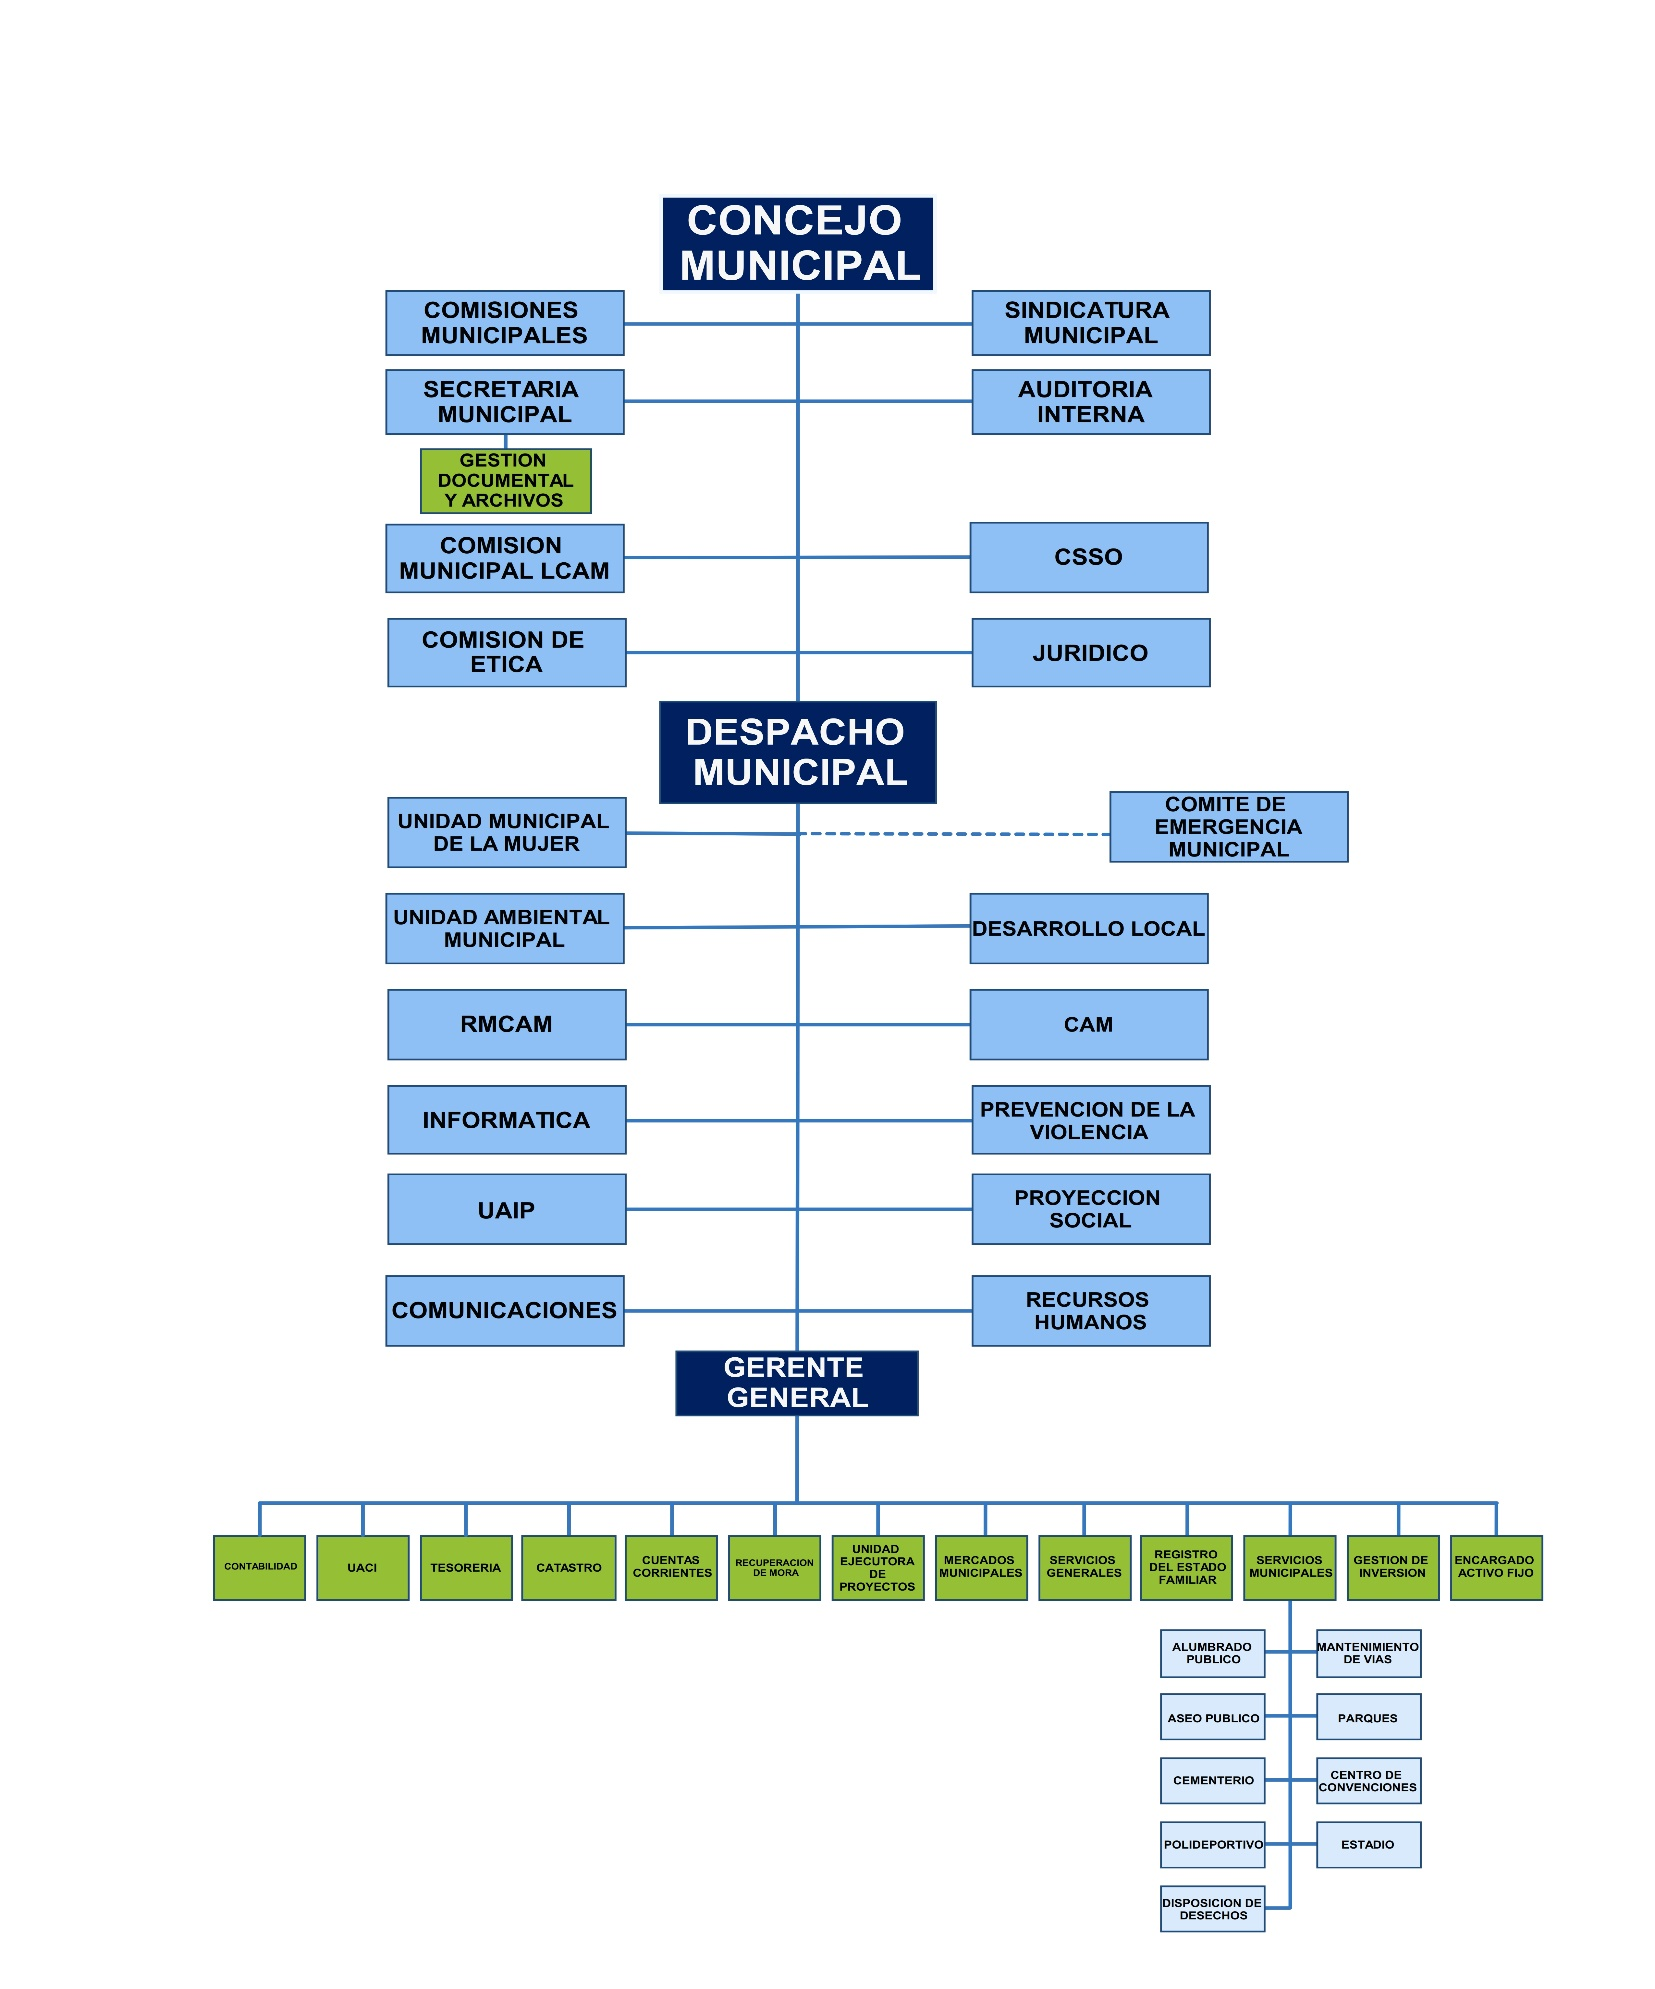 CONCEJO
MUNICIPAL
COMISIONES
MUNICIPALES
SINDICATURA
MUNICIPAL
SECRETARIA
MUNICIPAL
AUDITORIA
INTERNA
GESTION
DOCUMENTAL
Y ARCHIVOS
COMISION
MUNICIPAL LCAM
CSSO
COMISION DE
ETICA
JURIDICO
DESPACHO
MUNICIPAL
UNIDAD MUNICIPAL
DE LA MUJER
COMITE DE
EMERGENCIA
MUNICIPAL
UNIDAD AMBIENTAL
MUNICIPAL
DESARROLLO LOCAL
RMCAM
CAM
INFORMATICA
PREVENCION DE LA
VIOLENCIA
UAIP
PROYECCION
SOCIAL
COMUNICACIONES
RECURSOS
HUMANOS
GERENTE
GENERAL
CONTABILIDAD
UACI
TESORERIA
CATASTRO
CUENTAS
CORRIENTES
RECUPERACION
DE MORA
UNIDAD
EJECUTORA
DE
PROYECTOS
MERCADOS
MUNICIPALES
SERVICIOS
GENERALES
REGISTRO
DEL ESTADO
FAMILIAR
SERVICIOS
MUNICIPALES
GESTION DE
INVERSION
ENCARGADO
ACTIVO FIJO
ALUMBRADO
PUBLICO
MANTENIMIENTO
DE VIAS
ASEO PUBLICO
PARQUES
CEMENTERIO
CENTRO DE
CONVENCIONES
POLIDEPORTIVO
ESTADIO
DISPOSICION DE
DESECHOS